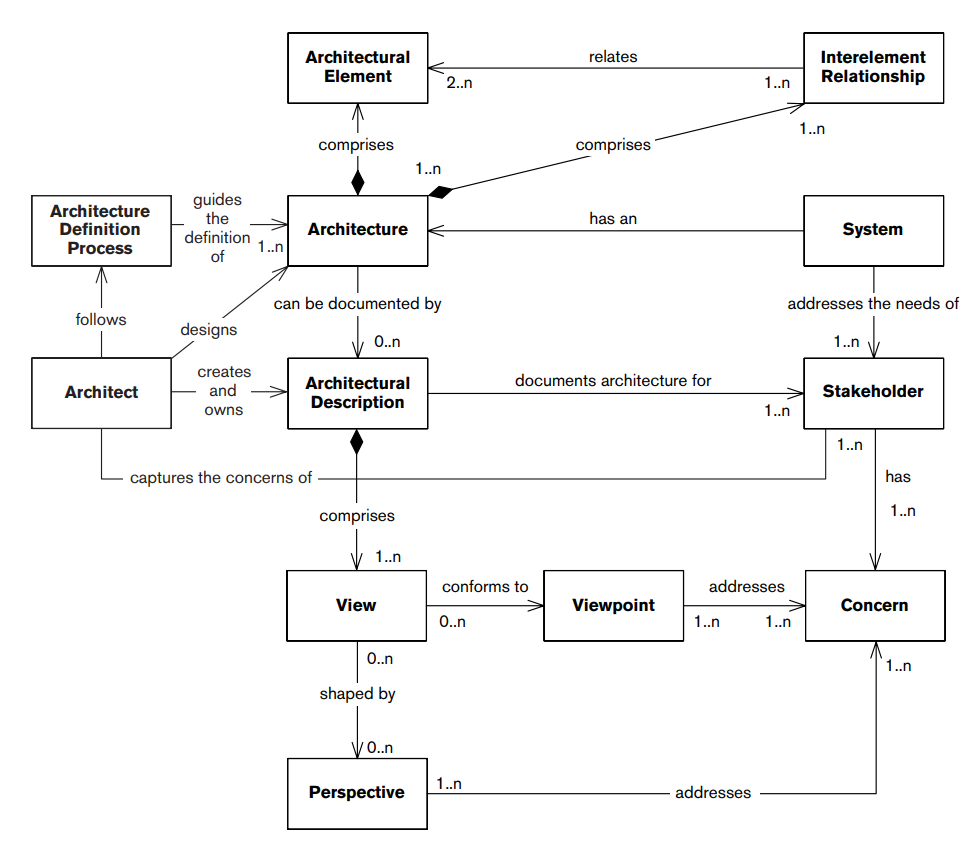 Architectural
Element
relates
2..n
1..n
Interelement
Relationship
comprises
comprises
1..n
1..n
Architecture
Definition
Process
guides
the
definition
of
1..n
Architecture
has an
System
follows
designs
can be documented by
0..n
addresses the needs of
1..n
Architect
creates
and
owns
Architectural
Description
documents architecture for
1..n
Stakeholder
captures the concerns of
1..n
has
1..n
comprises
1..n
View
conforms to
0..n
Viewpoint
addresses
1..n
1..n
Concern
0..n
shaped by
0..n
1..n
Perspective
1..n
addresses